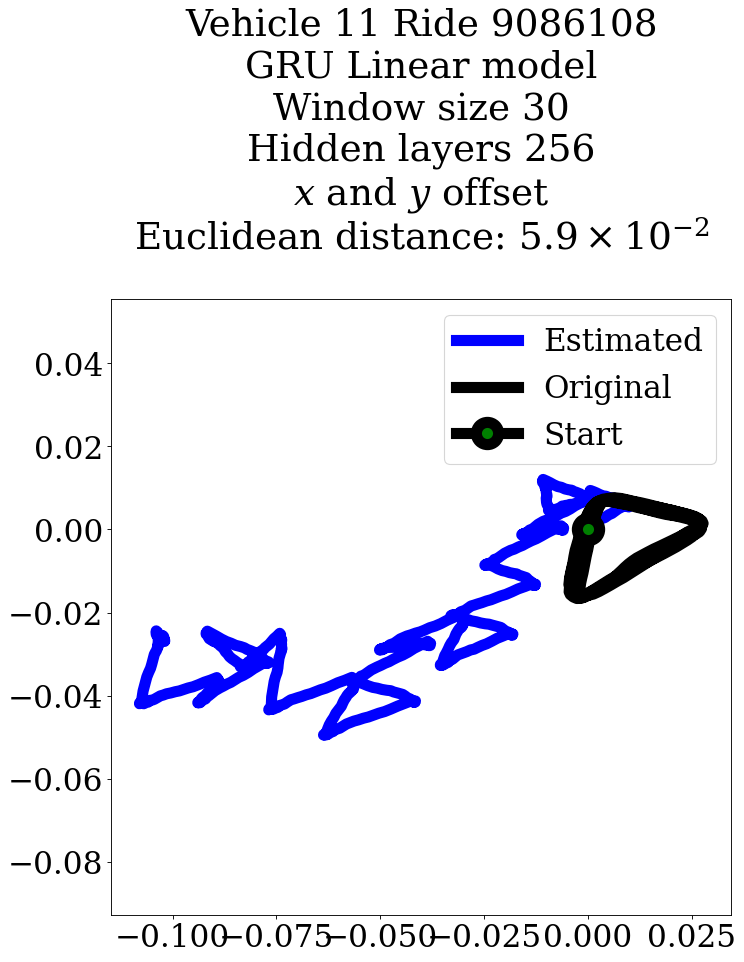 Vehicle 11 Ride 9086108
GRU Linear model
Window size 30
Hidden layers 256
x and y offset
Euclidean distance: 5.9 × 10⁻²
Estimated
Original
Start
0.04
0.02
0.00
−0.02
−0.04
−0.06
−0.08
−0.100 −0.075 −0.050 −0.025 0.000 0.025